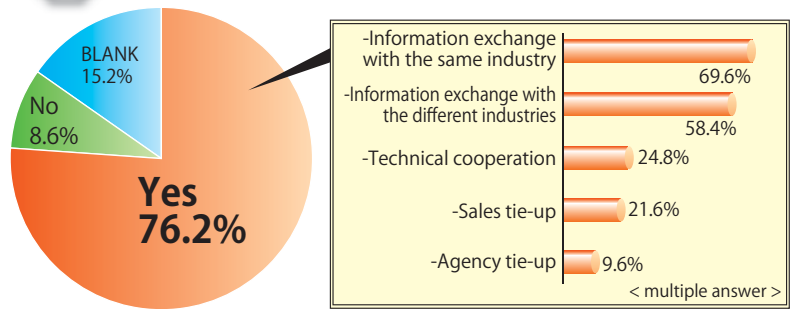 BLANK
15.2%
No
8.6%
Yes
76.2%
-Information exchange
with the same industry
69.6%
-Information exchange with
the different industries
58.4%
-Technical cooperation
24.8%
-Sales tie-up
21.6%
-Agency tie-up
9.6%
< multiple answer >